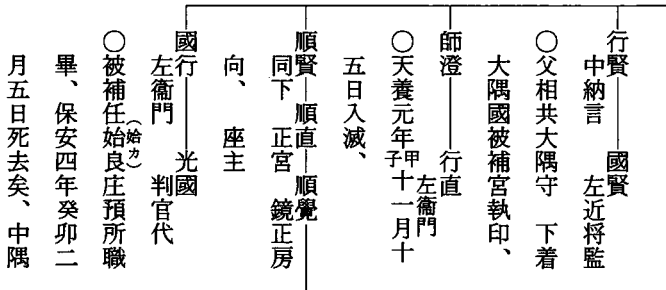 行賢 國賢
中納言 左近将監
○父相共大隅守 下着
大隅國被補宮執印、
師澄 行直
左衞門
○天養元年甲子十一月十
五日入滅、
順賢 順直 順覺
同下 正宮 鏡正房
向、 座主
國行 光國
左衞門 判官代
○被補任始良庄預所職
(姶カ)
畢、保安四年癸卯二
月五日死去矣、中隅